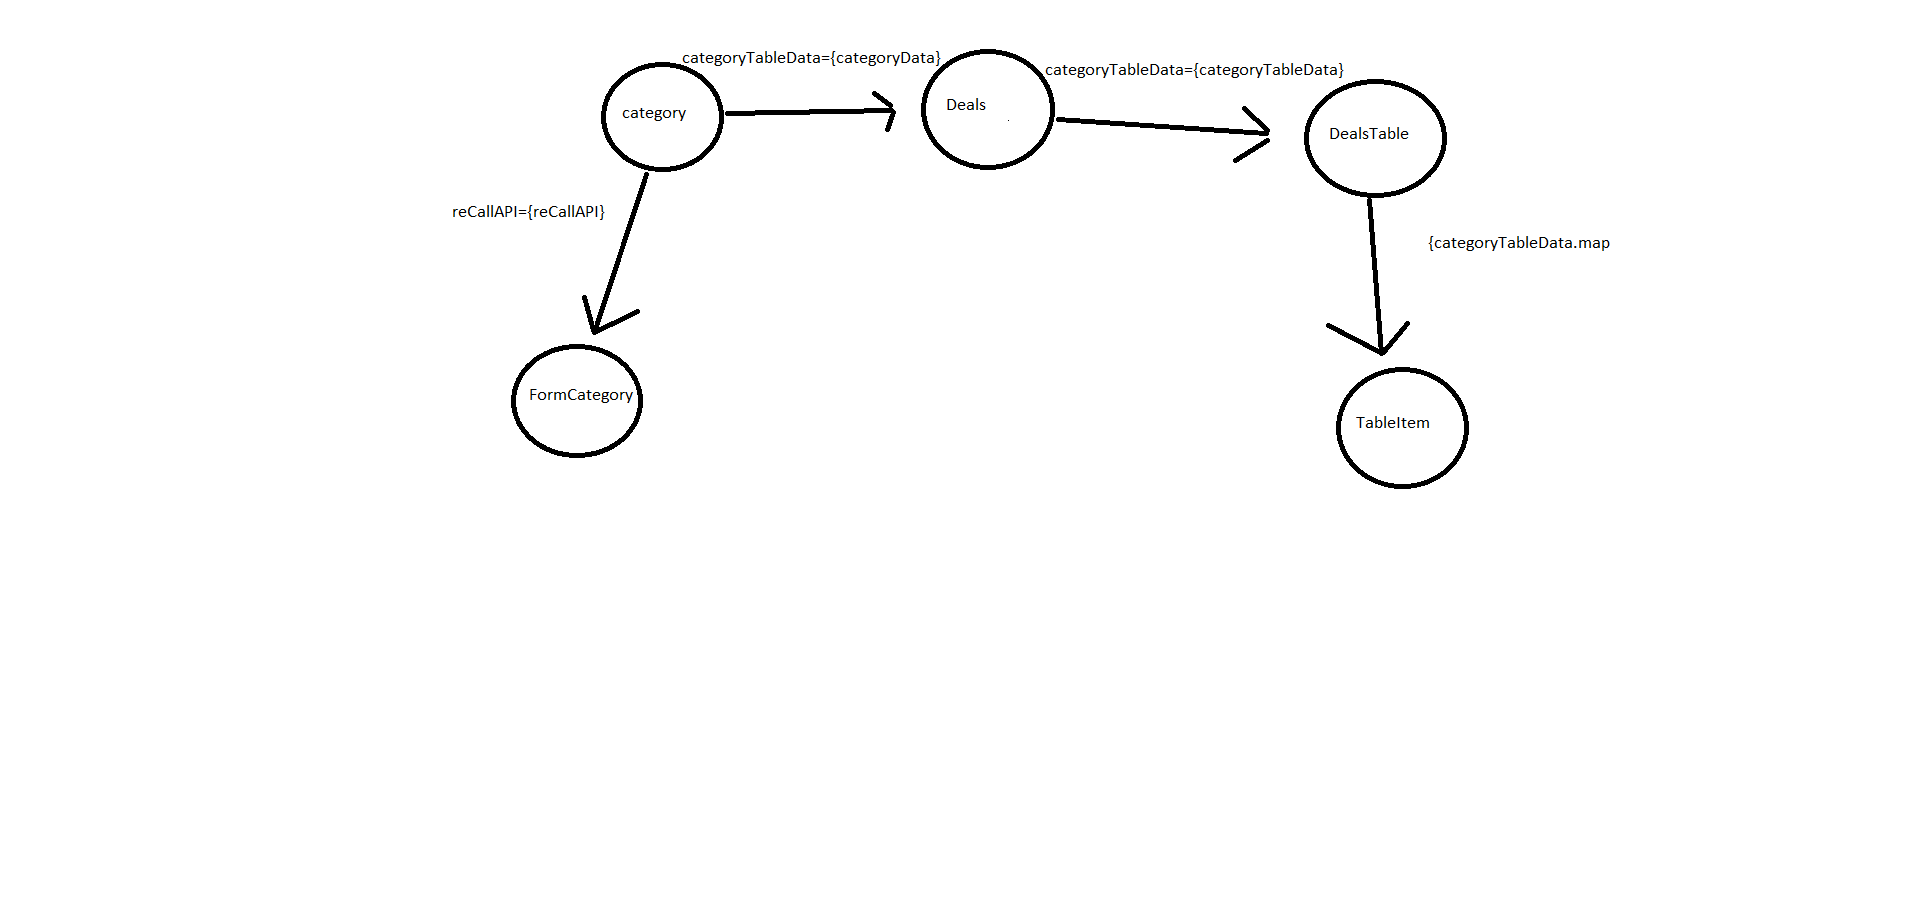 categoryTableData={categoryData}
categoryTableData={categoryTableData}
category
Deals
DealsTable
reCallAPI={reCallAPI}
{categoryTableData.map
FormCategory
TableItem